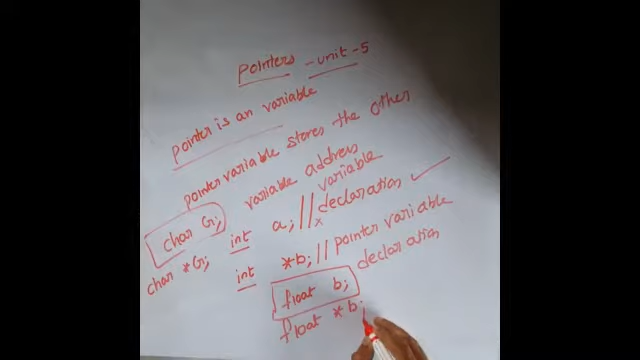 Pointers - unit - 5
pointer is an variable
pointer variable stores the other
variable address
int a; // variable declaration
char G;
int *b; // pointer variable declaration
char *G;
float b;
float *b;